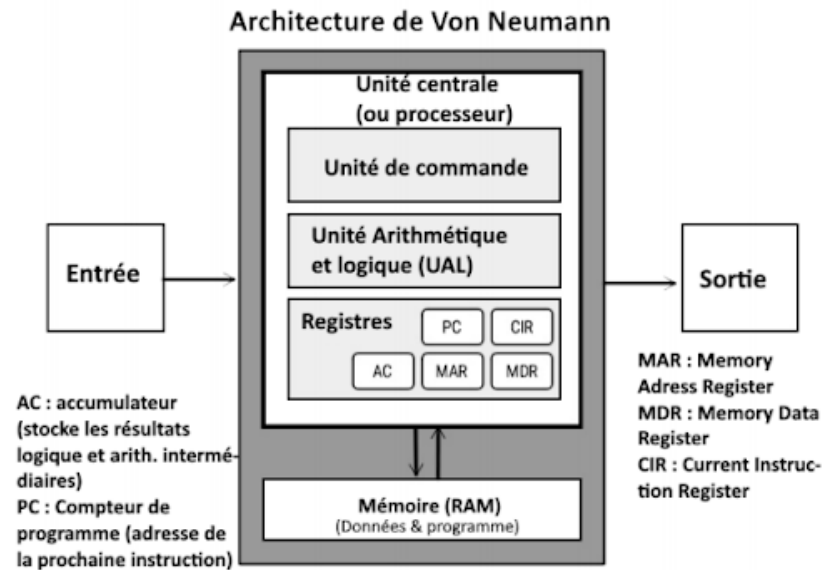 Architecture de Von Neumann
Unité centrale
(ou processeur)
Unité de commande
Unité Arithmétique
et logique (UAL)
Registres
PC
CIR
AC
MAR
MDR
Entrée
Sortie
Mémoire (RAM)
(Données & programme)
AC : accumulateur
(stocke les résultats
logique et arith. intermé-
diaires)
PC : Compteur de
programme (adresse de
la prochaine instruction)
MAR : Memory
Adress Register
MDR : Memory Data
Register
CIR : Current Instruc-
tion Register